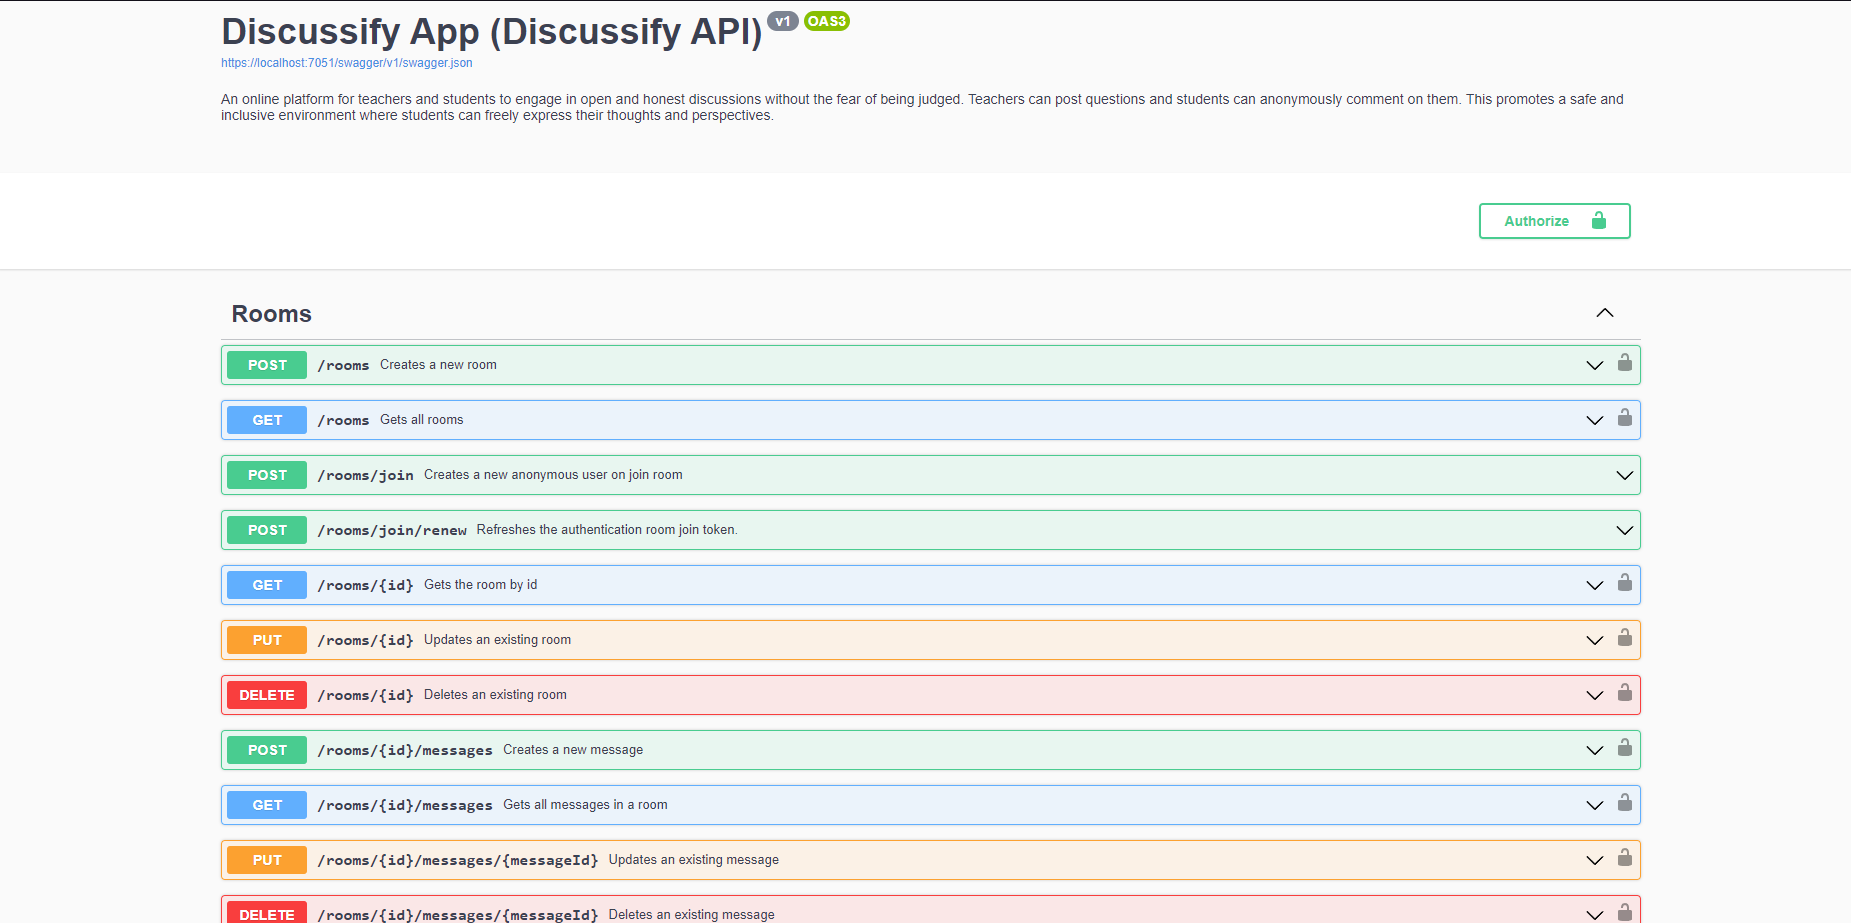 Discussify App (Discussify API) v1 OAS3
https://localhost:7051/swagger/v1/swagger.json
An online platform for teachers and students to engage in open and honest discussions without the fear of being judged. Teachers can post questions and students can anonymously comment on them. This promotes a safe and
inclusive environment where students can freely express their thoughts and perspectives.
Authorize
Rooms
POST /rooms Creates a new room
GET /rooms Gets all rooms
POST /rooms/join Creates a new anonymous user on join room
POST /rooms/join/renew Refreshes the authentication room join token.
GET /rooms/{id} Gets the room by id
PUT /rooms/{id} Updates an existing room
DELETE /rooms/{id} Deletes an existing room
POST /rooms/{id}/messages Creates a new message
GET /rooms/{id}/messages Gets all messages in a room
PUT /rooms/{id}/messages/{messageId} Updates an existing message
DELETE /rooms/{id}/messages/{messageId} Deletes an existing message